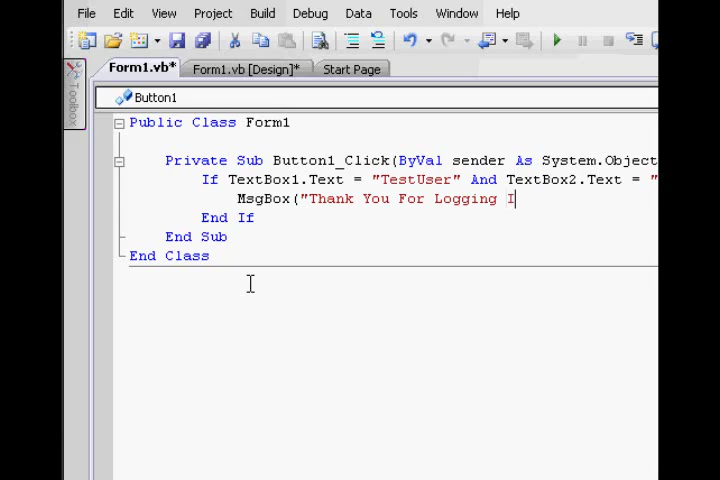 File Edit View Project Build Debug Data Tools Window Help
Form1.vb* Form1.vb [Design]* Start Page
Toolbox
Button1
Public Class Form1
Private Sub Button1_Click(ByVal sender As System.Object
If TextBox1.Text = "TestUser" And TextBox2.Text = "
MsgBox("Thank You For Logging I
End If
End Sub
End Class